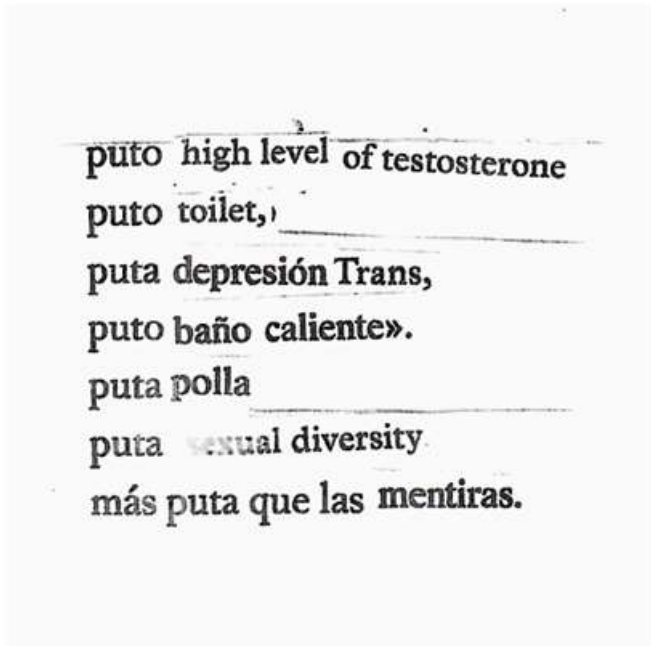 puto high level of testosterone
puto toilet,
puta depresión Trans,
puto baño caliente».
puta polla
puta sexual diversity
más puta que las mentiras.